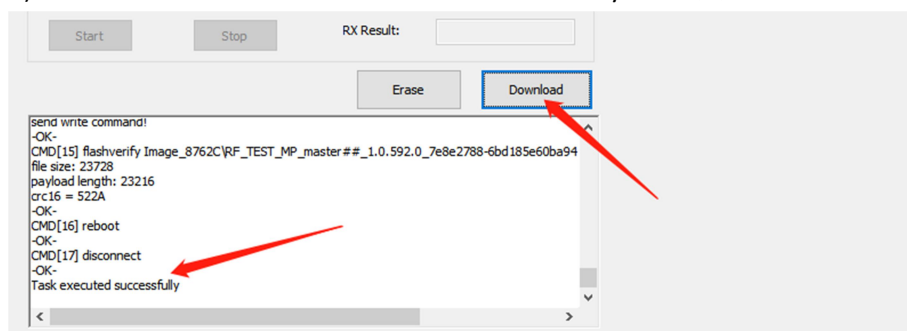 Start
Stop
RX Result:
Erase
Download
send write command!
-OK-
CMD[15] flashverify Image_8762C\RF_TEST_MP_master##_1.0.592.0_7e8e2788-6bd185e60ba94
file size: 23728
payload length: 23216
crc16 = 522A
-OK-
CMD[16] reboot
-OK-
CMD[17] disconnect
-OK-
Task executed successfully